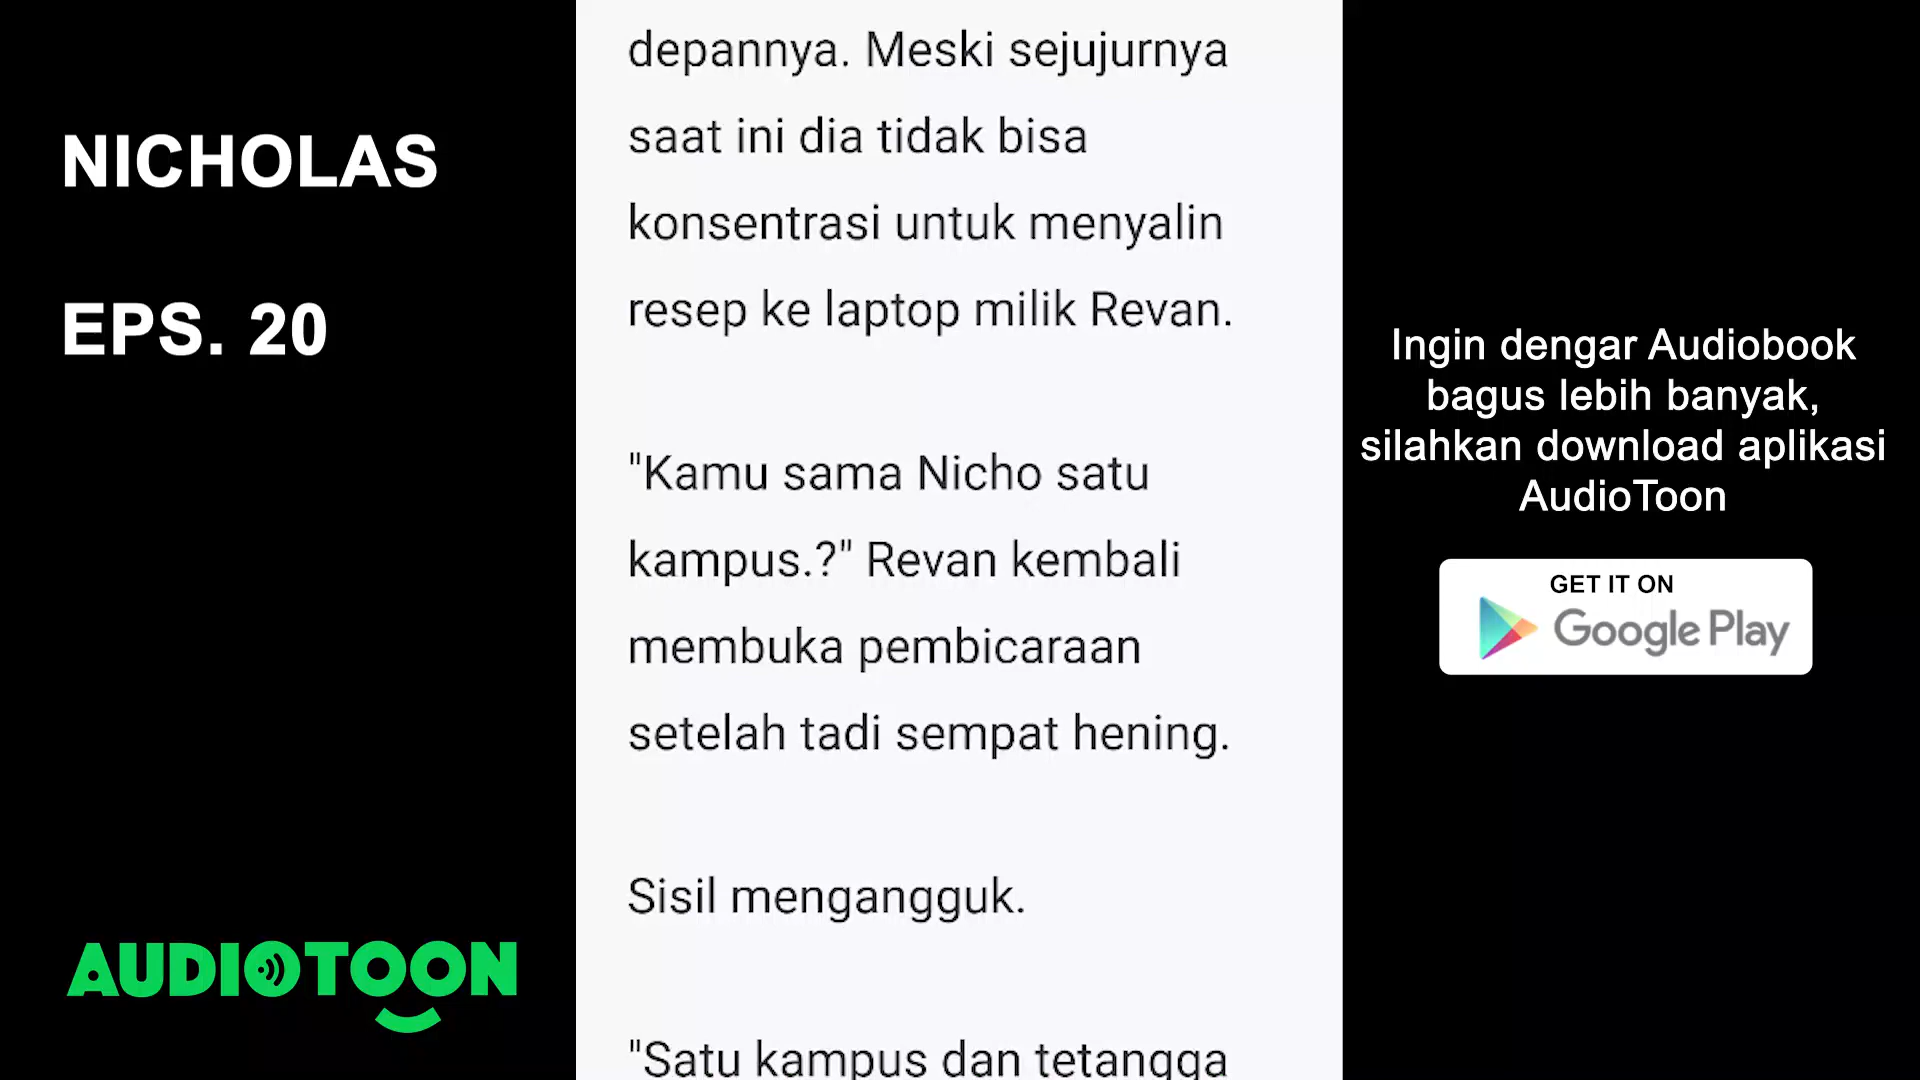 NICHOLAS
EPS. 20
AUDIOTOON
depannya. Meski sejujurnya
saat ini dia tidak bisa
konsentrasi untuk menyalin
resep ke laptop milik Revan.
"Kamu sama Nicho satu
kampus.?" Revan kembali
membuka pembicaraan
setelah tadi sempat hening.
Sisil mengangguk.
"Satu kampus dan tetangga
Ingin dengar Audiobook
bagus lebih banyak,
silahkan download aplikasi
AudioToon
GET IT ON
Google Play